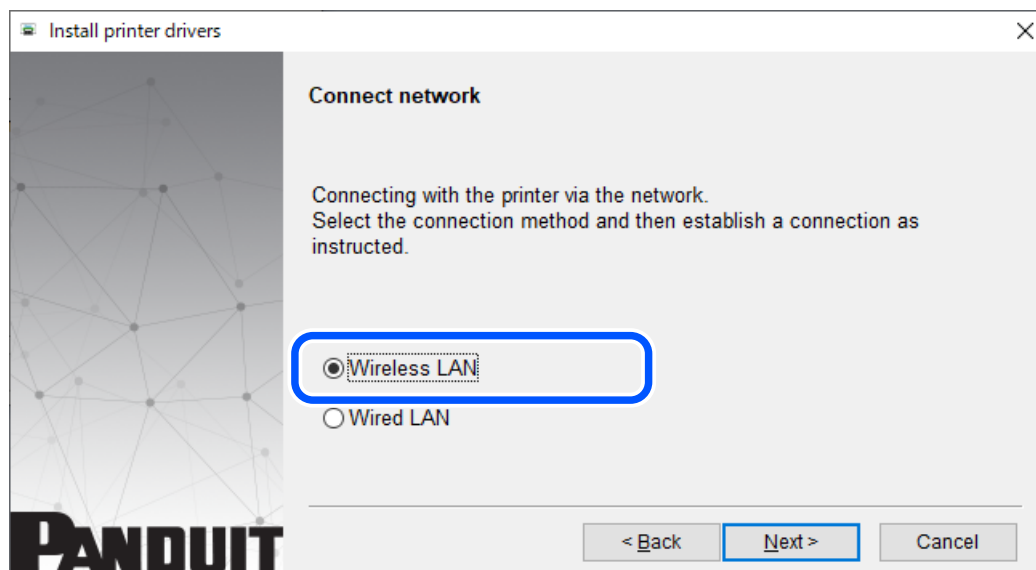 Install printer drivers
Connect network
Connecting with the printer via the network.
Select the connection method and then establish a connection as
instructed.
Wireless LAN
Wired LAN
PANDUIT
< Back
Next >
Cancel